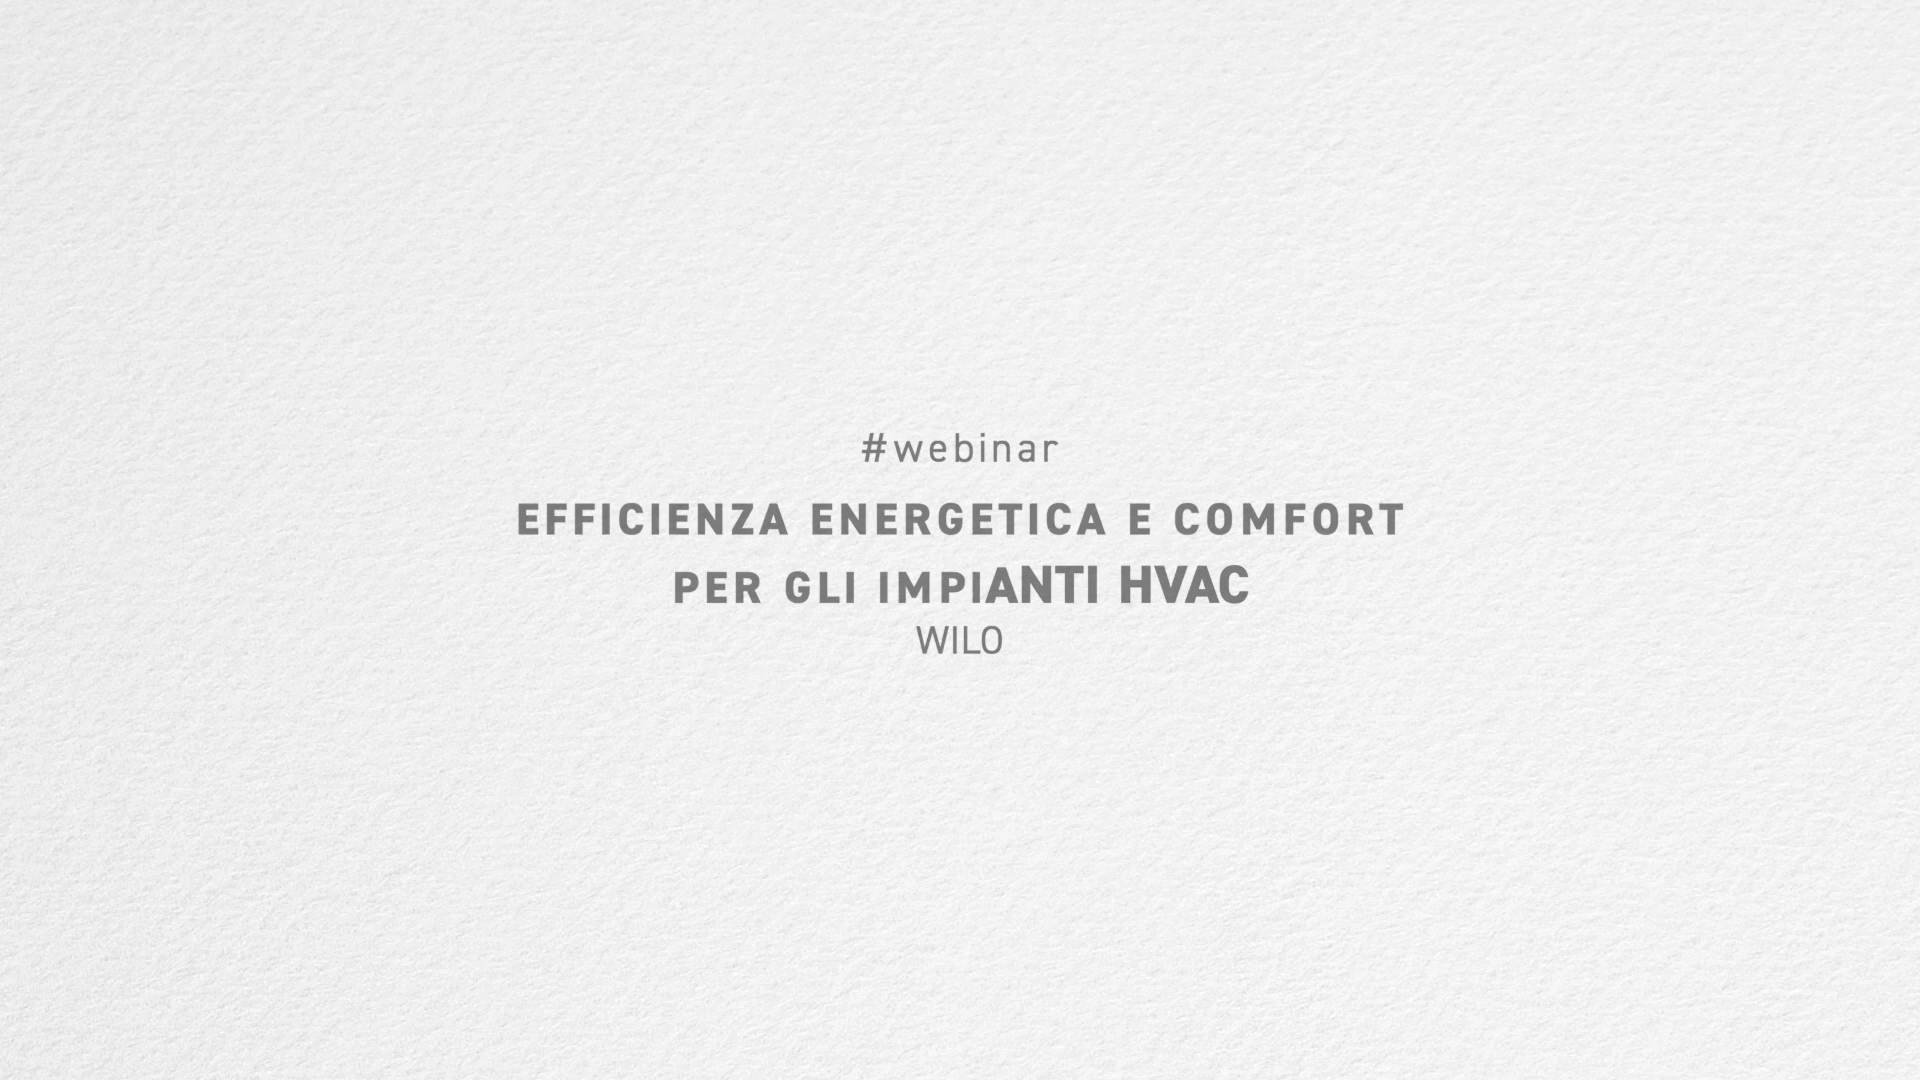 #webinar
EFFICIENZA ENERGETICA E COMFORT
PER GLI IMPIANTI HVAC
WILO